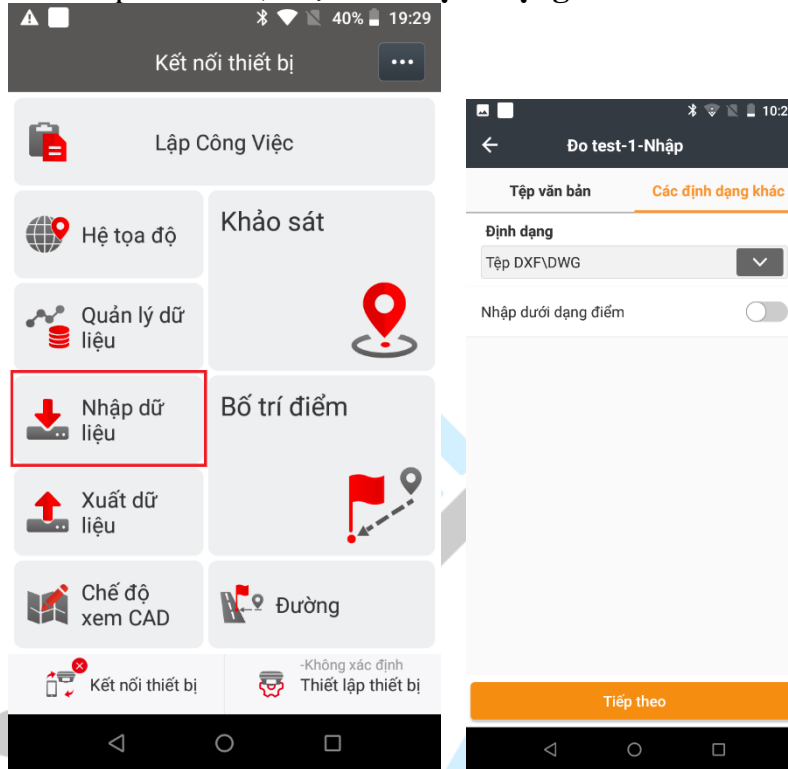 40% 19:29
Kết nối thiết bị
Lập Công Việc
Hệ tọa độ
Khảo sát
Quản lý dữ
liệu
Nhập dữ
liệu
Bố trí điểm
Xuất dữ
liệu
Chế độ
xem CAD
Đường
Kết nối thiết bị
-Không xác định
Thiết lập thiết bị
Đo test-1-Nhập
Tệp văn bản
Các định dạng khác
Định dạng
Tệp DXF\DWG
Nhập dưới dạng điểm
Tiếp theo